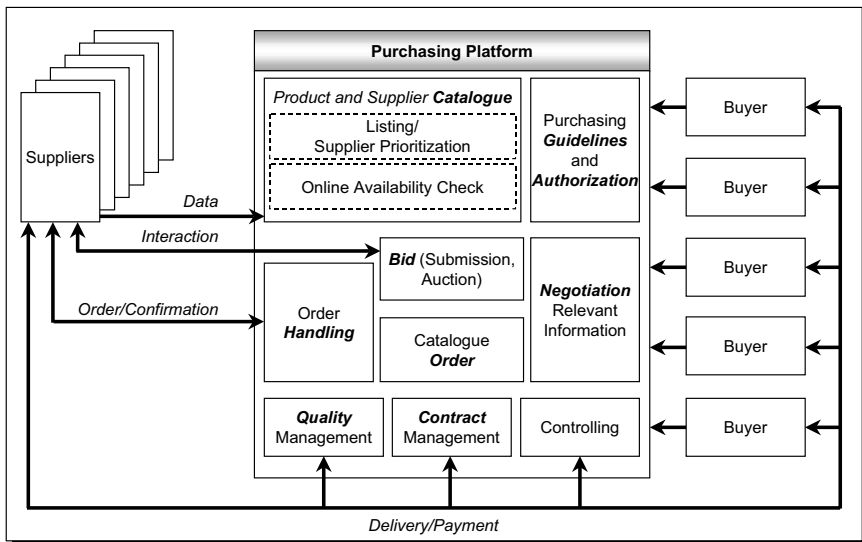 Purchasing Platform
Product and Supplier Catalogue
Listing/
Supplier Prioritization
Online Availability Check
Purchasing
Guidelines
and
Authorization
Buyer
Buyer
Suppliers
Data
Interaction
Bid (Submission,
Auction)
Order/Confirmation
Order
Handling
Catalogue
Order
Negotiation
Relevant
Information
Buyer
Buyer
Quality
Management
Contract
Management
Controlling
Buyer
Delivery/Payment